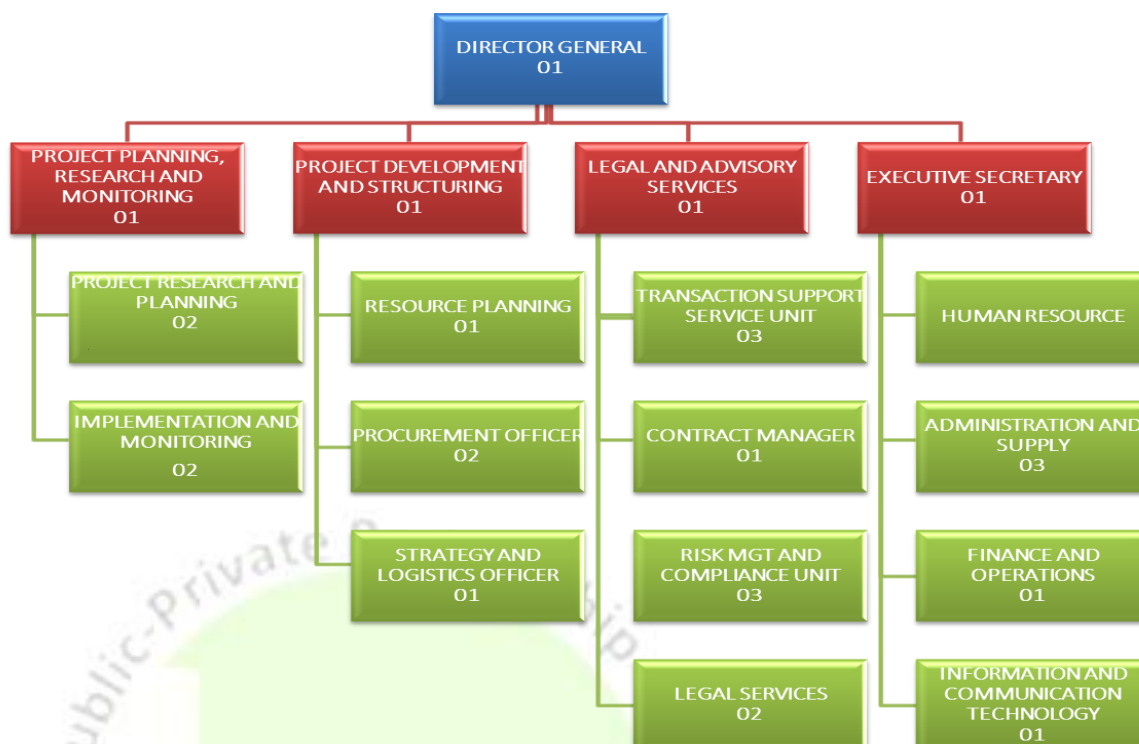 DIRECTOR GENERAL
01
PROJECT PLANNING,
RESEARCH AND
MONITORING
01
PROJECT DEVELOPMENT
AND STRUCTURING
01
LEGAL AND ADVISORY
SERVICES
01
EXECUTIVE SECRETARY
01
PROJECT RESEARCH AND
PLANNING
02
RESOURCE PLANNING
01
TRANSACTION SUPPORT
SERVICE UNIT
03
HUMAN RESOURCE
IMPLEMENTATION AND
MONITORING
02
PROCUREMENT OFFICER
02
CONTRACT MANAGER
01
ADMINISTRATION AND
SUPPLY
03
STRATEGY AND
LOGISTICS OFFICER
01
RISK MGT AND
COMPLIANCE UNIT
03
FINANCE AND
OPERATIONS
01
LEGAL SERVICES
02
INFORMATION AND
COMMUNICATION
TECHNOLOGY
01